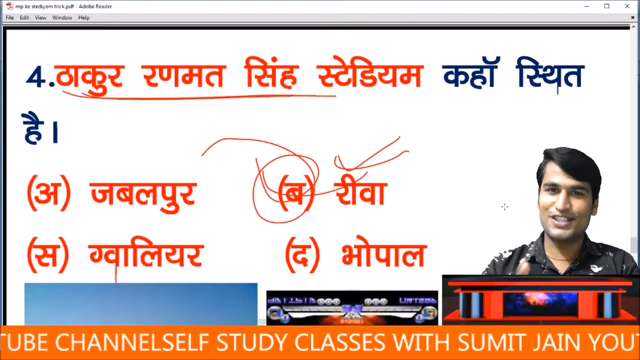 mp ke stediyam trick.pdf - Adobe Reader
File Edit View Window Help
4.ठाकुर रणमत सिंह स्टेडियम कहाँ स्थित
है।
(अ) जबलपुर (ब) रीवा
(स) ग्वालियर (द) भोपाल
TUBE CHANNELSELF STUDY CLASSES WITH SUMIT JAIN YOU